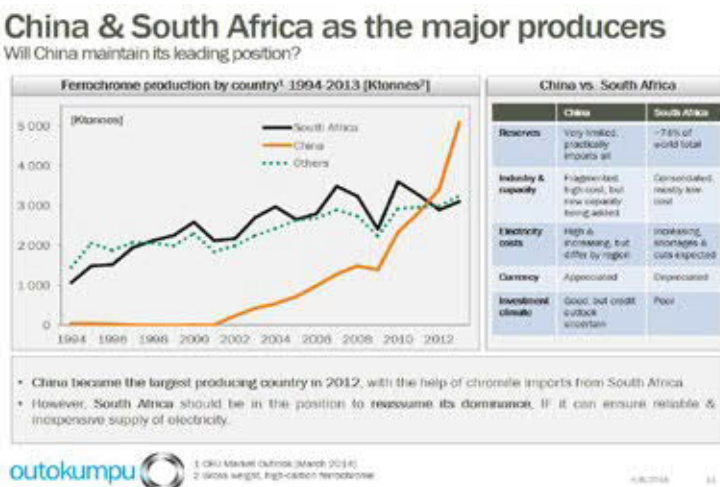 China & South Africa as the major producers
Will China maintain its leading position?
Ferrochrome production by country¹ 1994-2013 [Ktonnes²]
China vs. South Africa
[Ktonnes]
South Africa
China
Others
5 000
4 000
3 000
2 000
1 000
0
1994 1996 1998 2000 2002 2004 2006 2008 2010 2012
China South Africa
Reserves Very limited, ~74% of
practically world total
imports all
Industry & Fragmented, Consolidated,
capacity high cost, but mostly low
new capacity cost
being added
Electricity High & Increasing,
costs increasing, but shortages &
differ by region cuts expected
Currency Appreciated Depreciated
Investment Good, but credit Poor
climate outlook
uncertain
• China became the largest producing country in 2012, with the help of chromite imports from South Africa
• However, South Africa should be in the position to reassume its dominance, IF it can ensure reliable &
inexpensive supply of electricity.
outokumpu
1 CRU Market Outlook (March 2014)
2 Gross weight, high-carbon ferrochrome